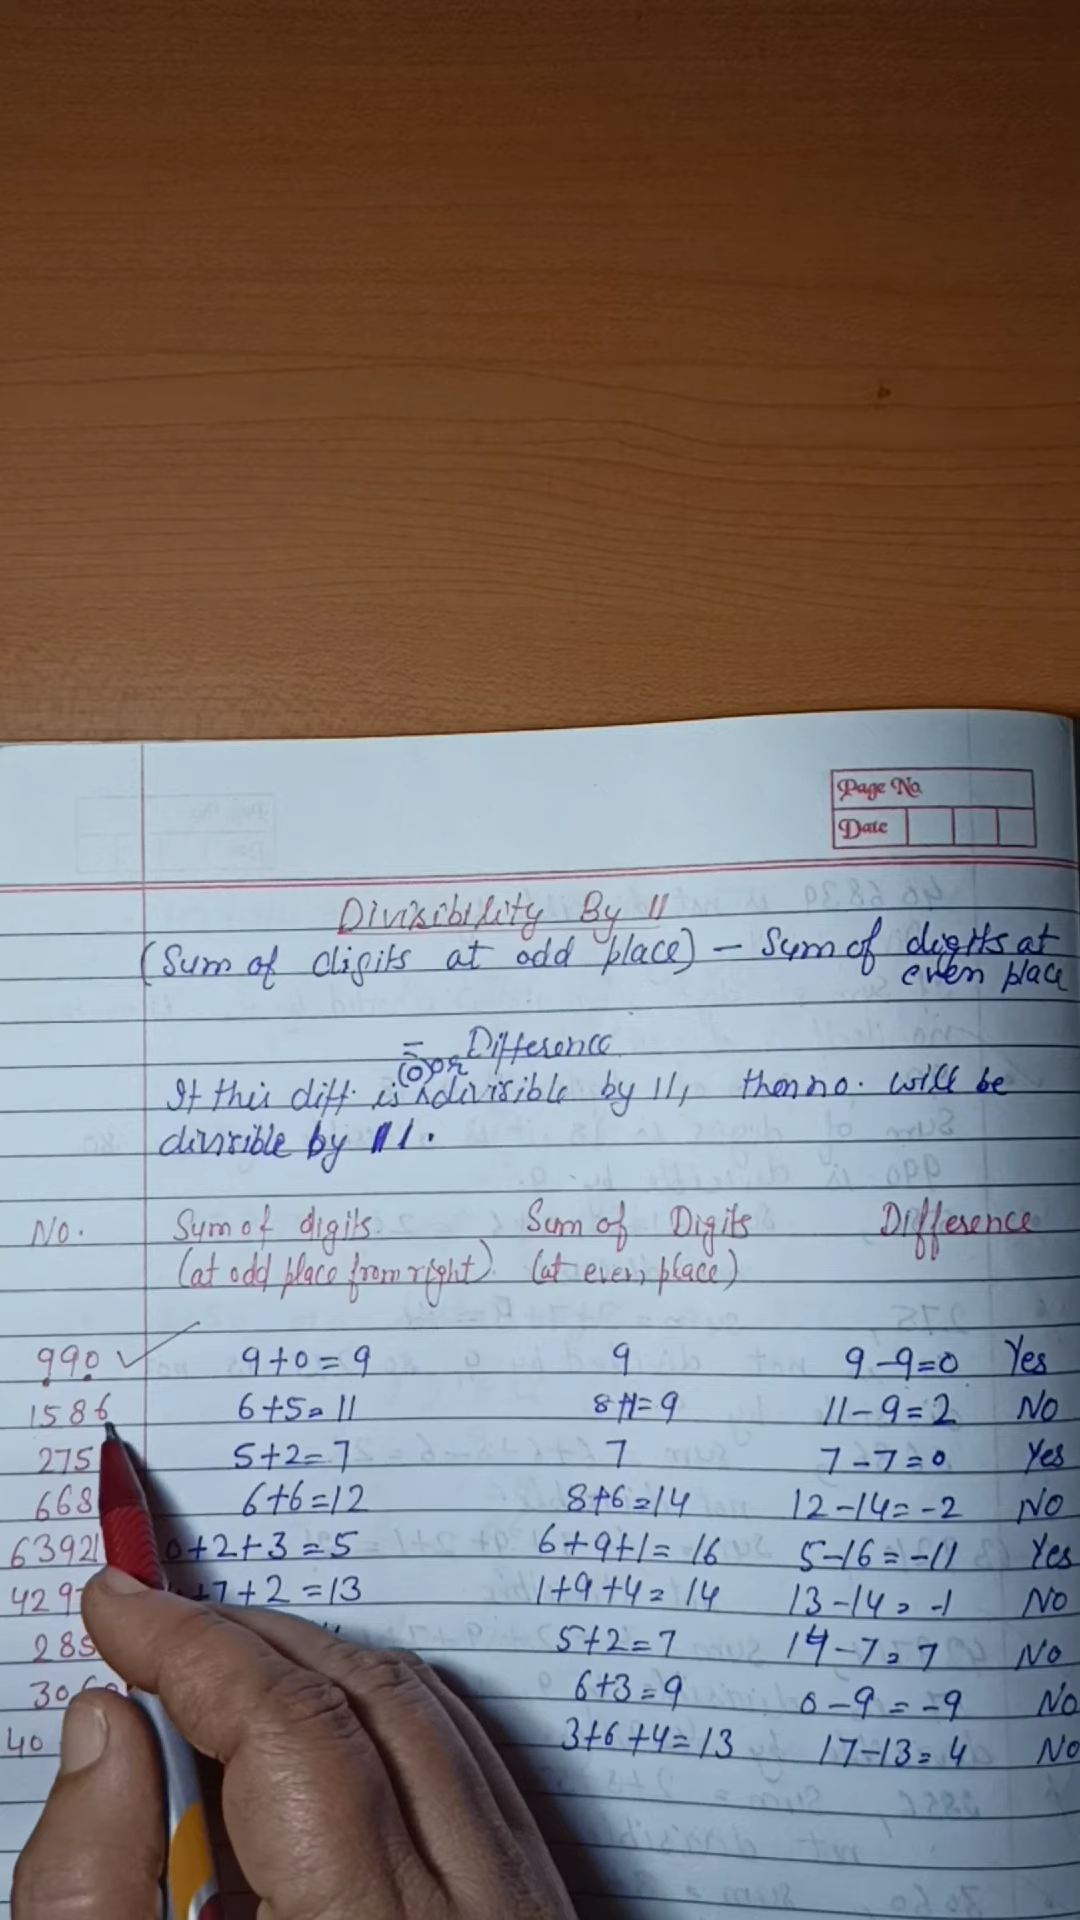 Page No.
Date
Divisibility By 11
(Sum of digits at odd place) - Sum of digits at
even place
= Difference
(0) or
If this diff. is divisible by 11, then no. will be
divisible by 11.
No. Sum of digits Sum of Digits Difference
(at odd place from right) (at even place)
990 ✓ 9+0=9 9 9-9=0 Yes
1586 6+5=11 8+1=9 11-9=2 No
275 5+2=7 7 7-7=0 Yes
668 6+6=12 8+6=14 12-14=-2 No
63921 0+2+3=5 6+9+1=16 5-16=-11 Yes
429 +7+2=13 1+9+4=14 13-14=-1 No
285 5+2=7 14-7=7 No
306 6+3=9 0-9=-9 No
40 3+6+4=13 17-13=4 No